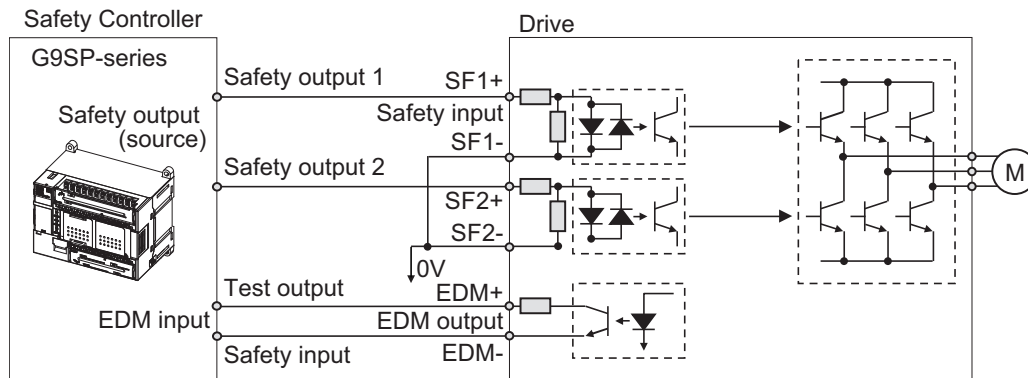 Safety Controller
Drive
G9SP-series
Safety output 1
SF1+
Safety output
(source)
Safety input
SF1-
Safety output 2
SF2+
SF2-
0V
M
Test output
EDM+
EDM input
EDM output
Safety input
EDM-